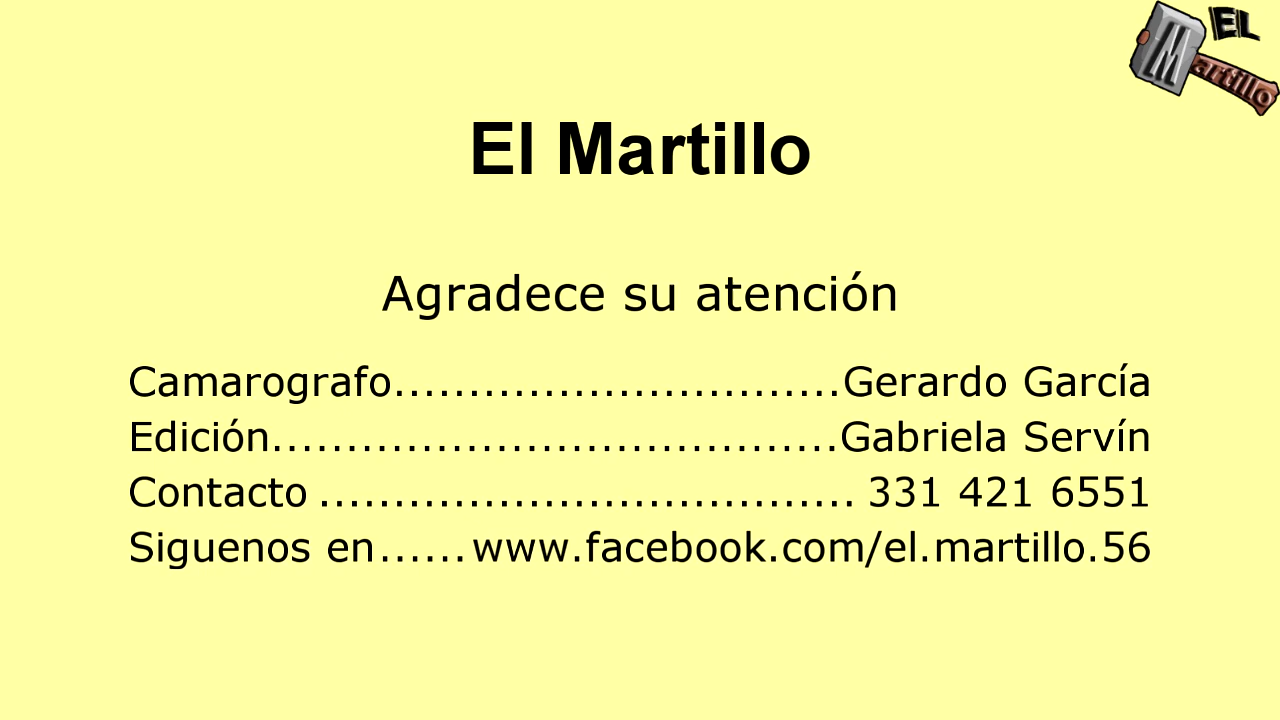 EL
Martillo
El Martillo
Agradece su atención
Camarografo..............................Gerardo García
Edición......................................Gabriela Servín
Contacto .................................... 331 421 6551
Siguenos en......www.facebook.com/el.martillo.56